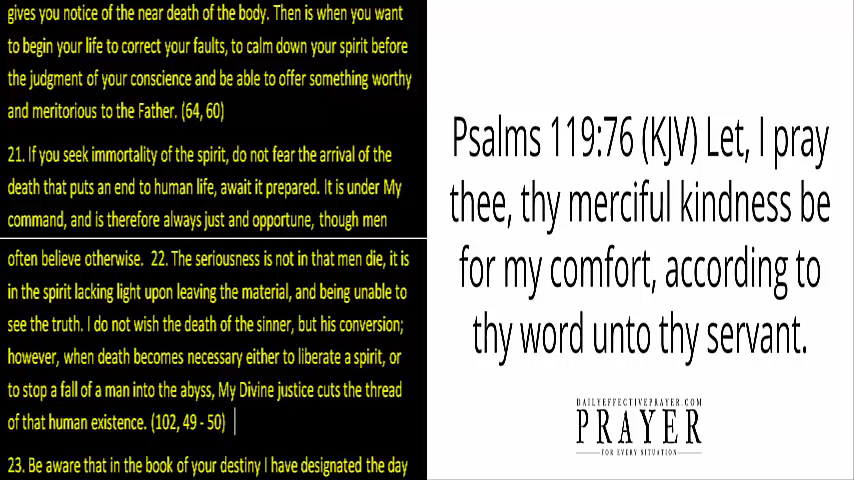 gives you notice of the near death of the body. Then is when you want
to begin your life to correct your faults, to calm down your spirit before
the judgment of your conscience and be able to offer something worthy
and meritorious to the Father. (64, 60)
21. If you seek immortality of the spirit, do not fear the arrival of the
death that puts an end to human life, await it prepared. It is under My
command, and is therefore always just and opportune, though men
often believe otherwise. 22. The seriousness is not in that men die, it is
in the spirit lacking light upon leaving the material, and being unable to
see the truth. I do not wish the death of the sinner, but his conversion;
however, when death becomes necessary either to liberate a spirit, or
to stop a fall of a man into the abyss, My Divine justice cuts the thread
of that human existence. (102, 49 - 50)
23. Be aware that in the book of your destiny I have designated the day
Psalms 119:76 (KJV) Let, I pray
thee, thy merciful kindness be
for my comfort, according to
thy word unto thy servant.
DAILYEFFECTIVEPRAYER.COM
PRAYER
FOR EVERY SITUATION